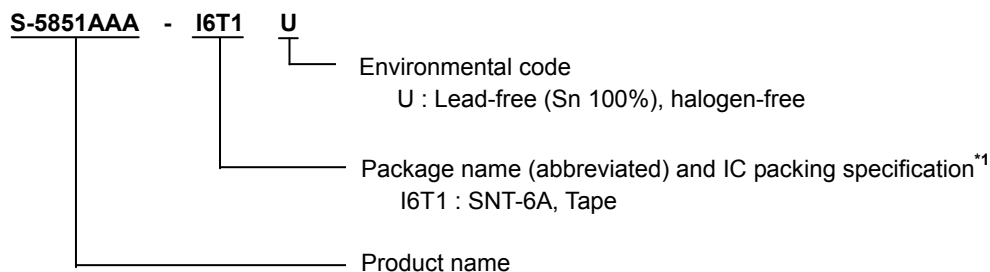 S-5851AAA - I6T1 U
Environmental code
U : Lead-free (Sn 100%), halogen-free
Package name (abbreviated) and IC packing specification*1
I6T1 : SNT-6A, Tape
Product name